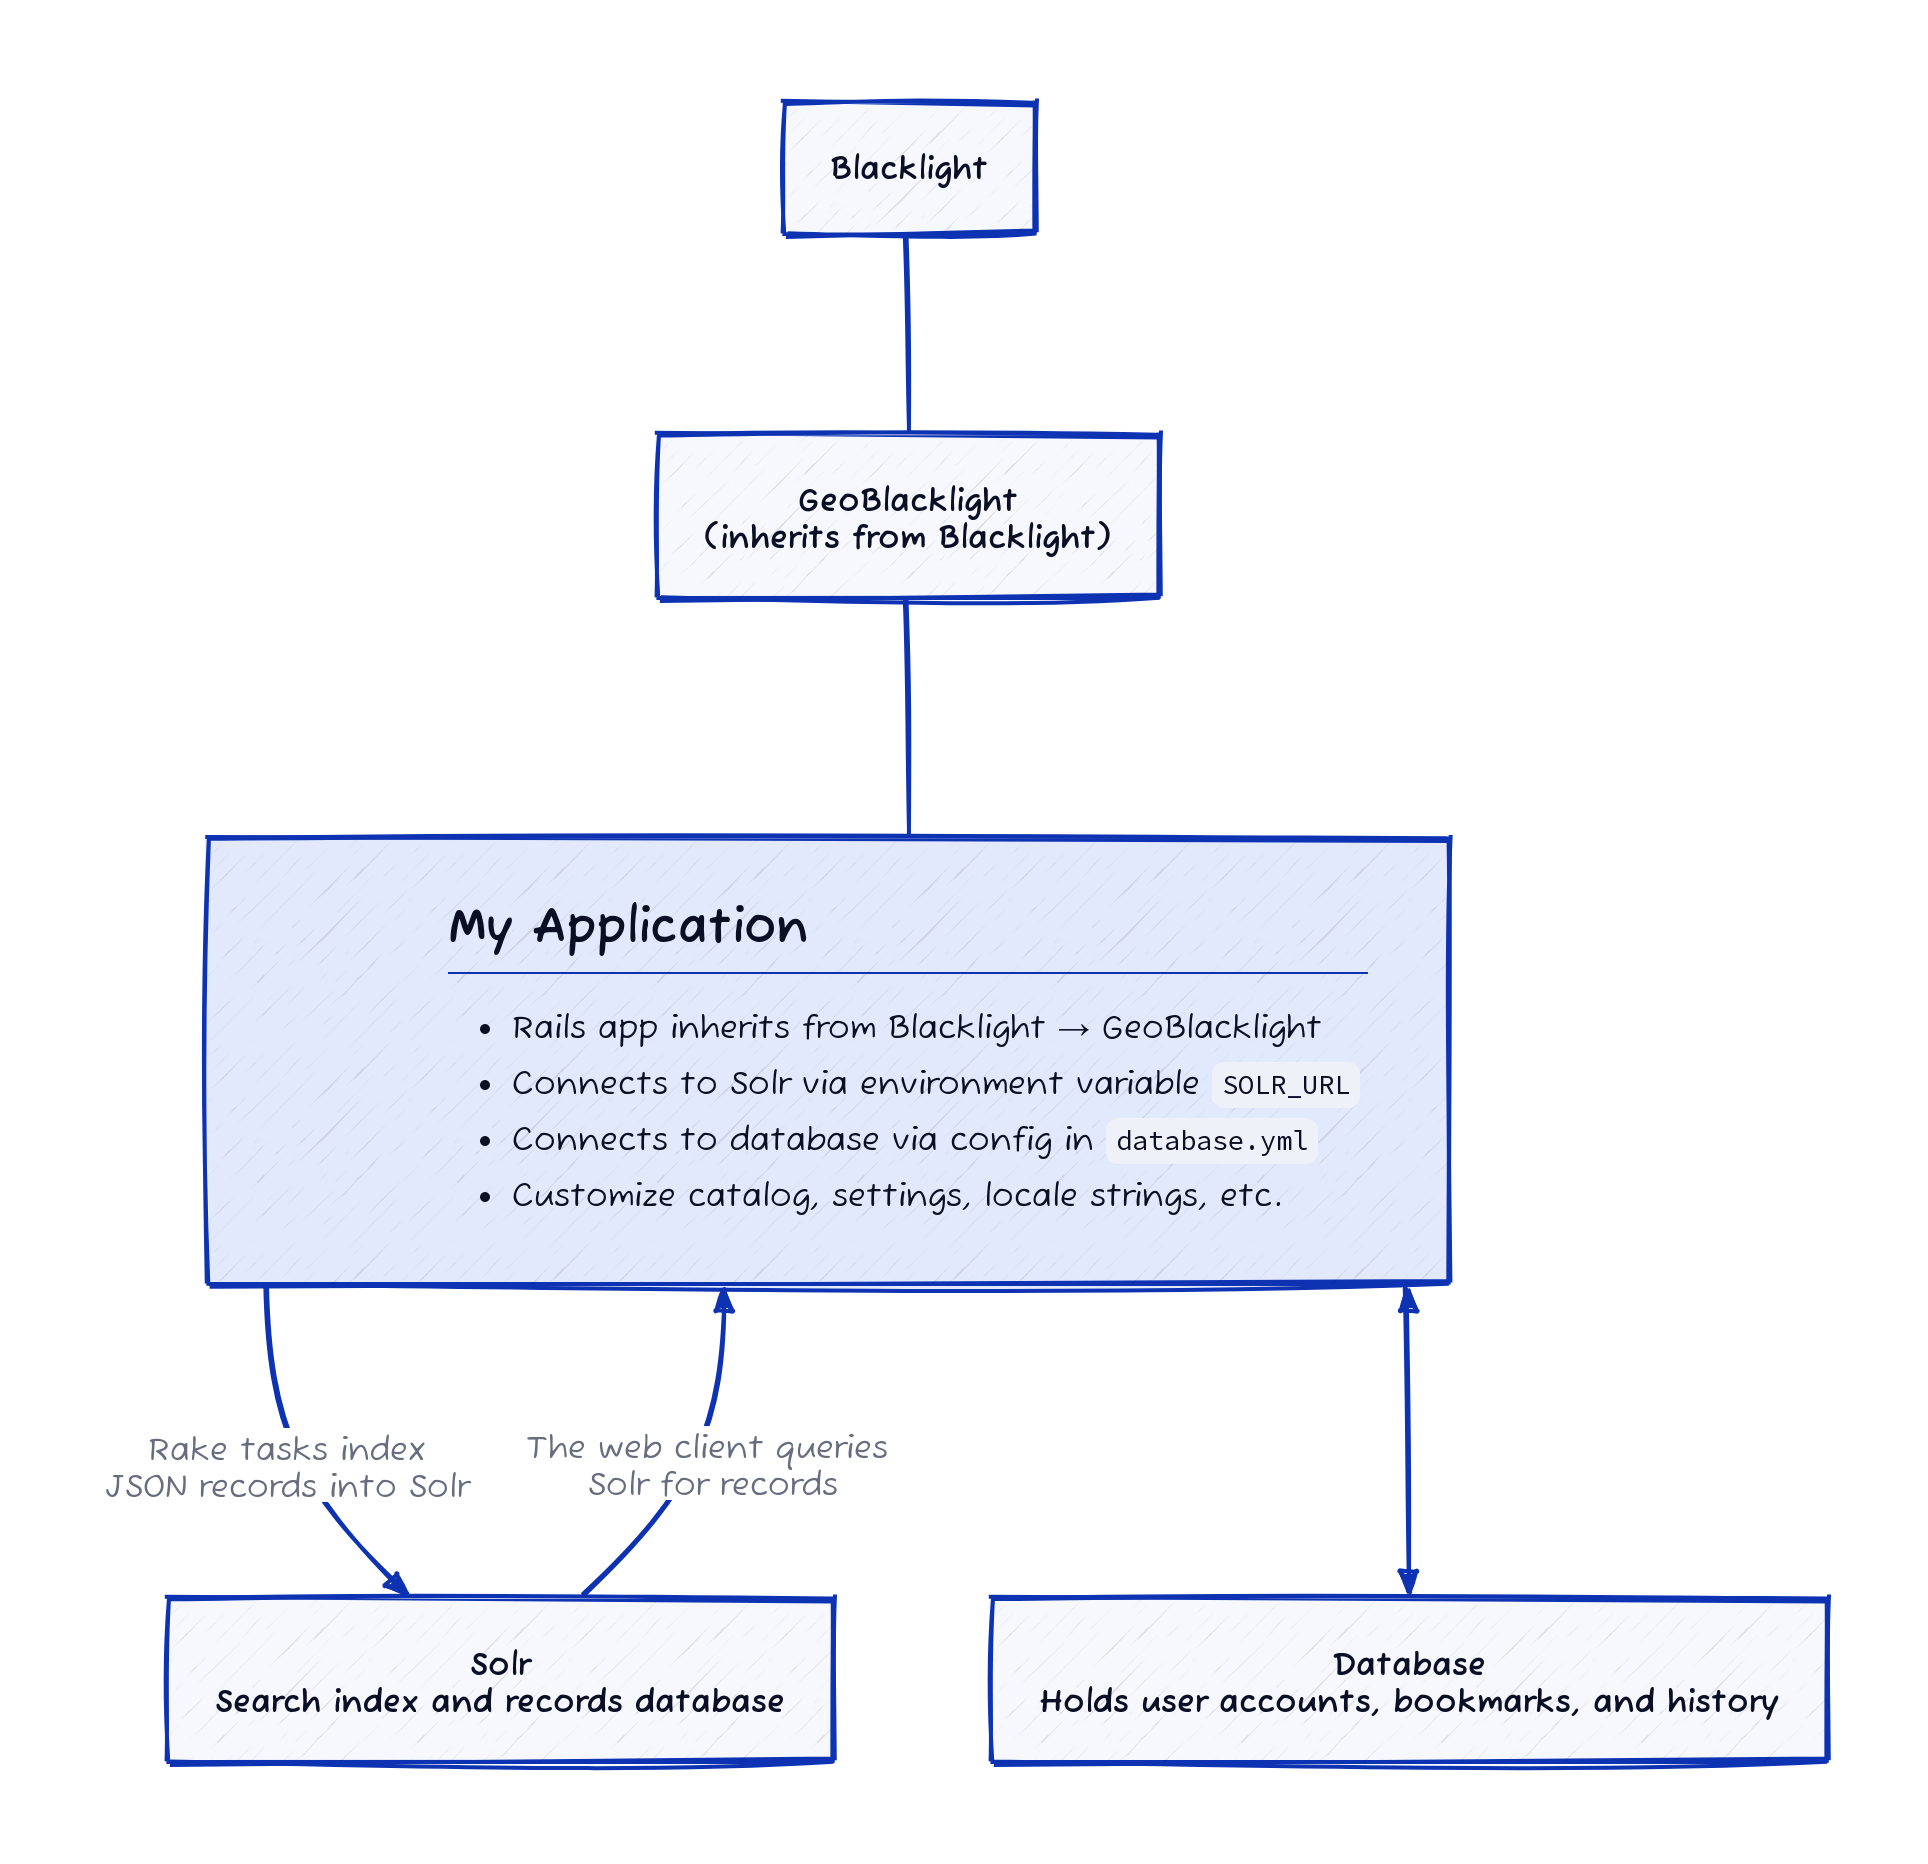 Blacklight
GeoBlacklight
(inherits from Blacklight)
My Application
• Rails app inherits from Blacklight → GeoBlacklight
• Connects to Solr via environment variable SOLR_URL
• Connects to database via config in database.yml
• Customize catalog, settings, locale strings, etc.
Rake tasks index
JSON records into Solr
The web client queries
Solr for records
Solr
Search index and records database
Database
Holds user accounts, bookmarks, and history